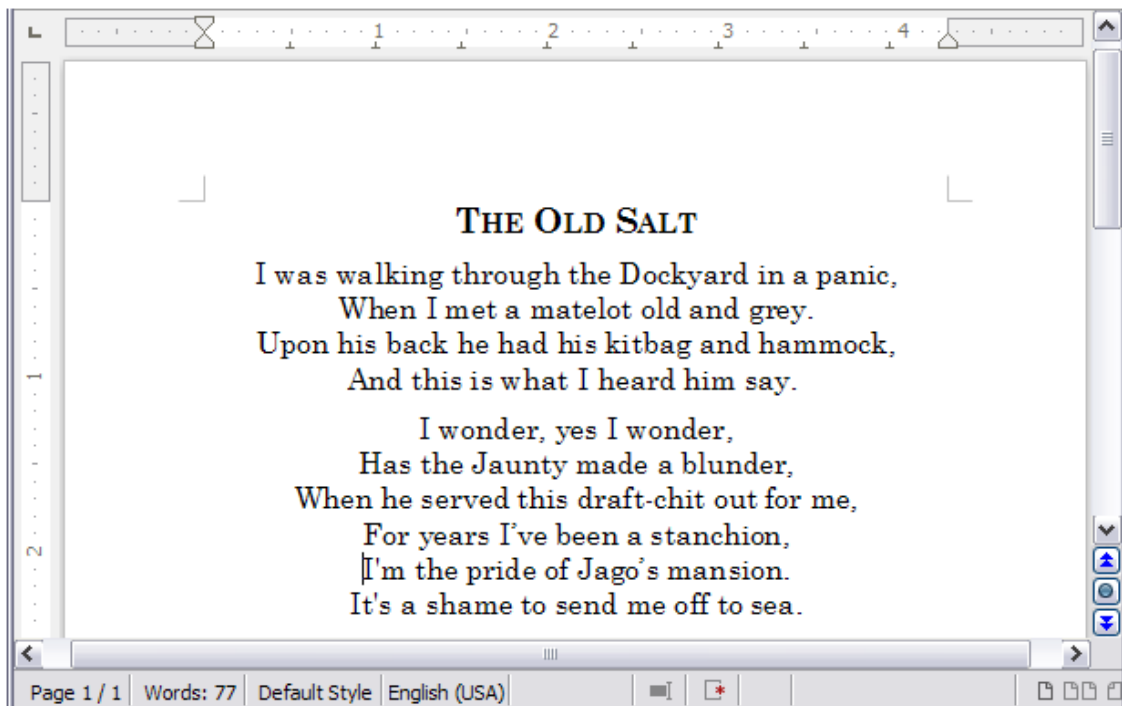 1 2 3 4
THE OLD SALT
I was walking through the Dockyard in a panic,
When I met a matelot old and grey.
Upon his back he had his kitbag and hammock,
And this is what I heard him say.
I wonder, yes I wonder,
Has the Jaunty made a blunder,
When he served this draft-chit out for me,
For years I’ve been a stanchion,
I'm the pride of Jago’s mansion.
It's a shame to send me off to sea.
1
2
Page 1 / 1 Words: 77 Default Style English (USA)